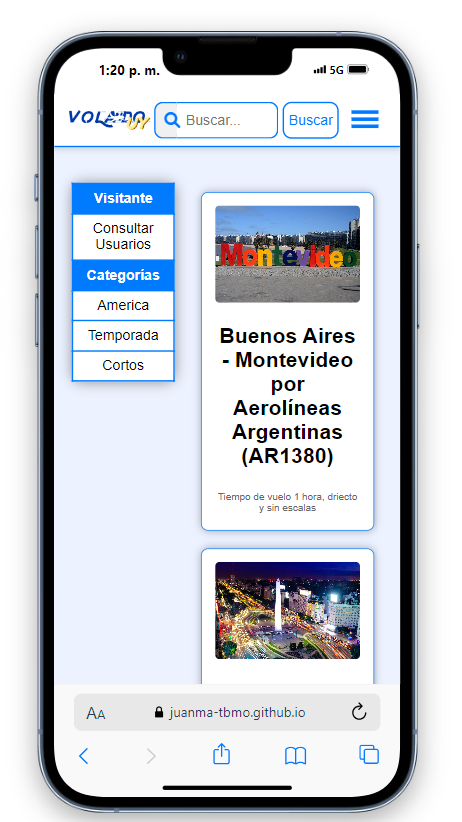 1:20 p. m.
5G
VOLANDO
UY
Buscar...
Buscar
Visitante
Consultar
Usuarios
Categorías
America
Temporada
Cortos
Montevideo
Buenos Aires
- Montevideo
por
Aerolíneas
Argentinas
(AR1380)
Tiempo de vuelo 1 hora, driecto
y sin escalas
AA
juanma-tbmo.github.io